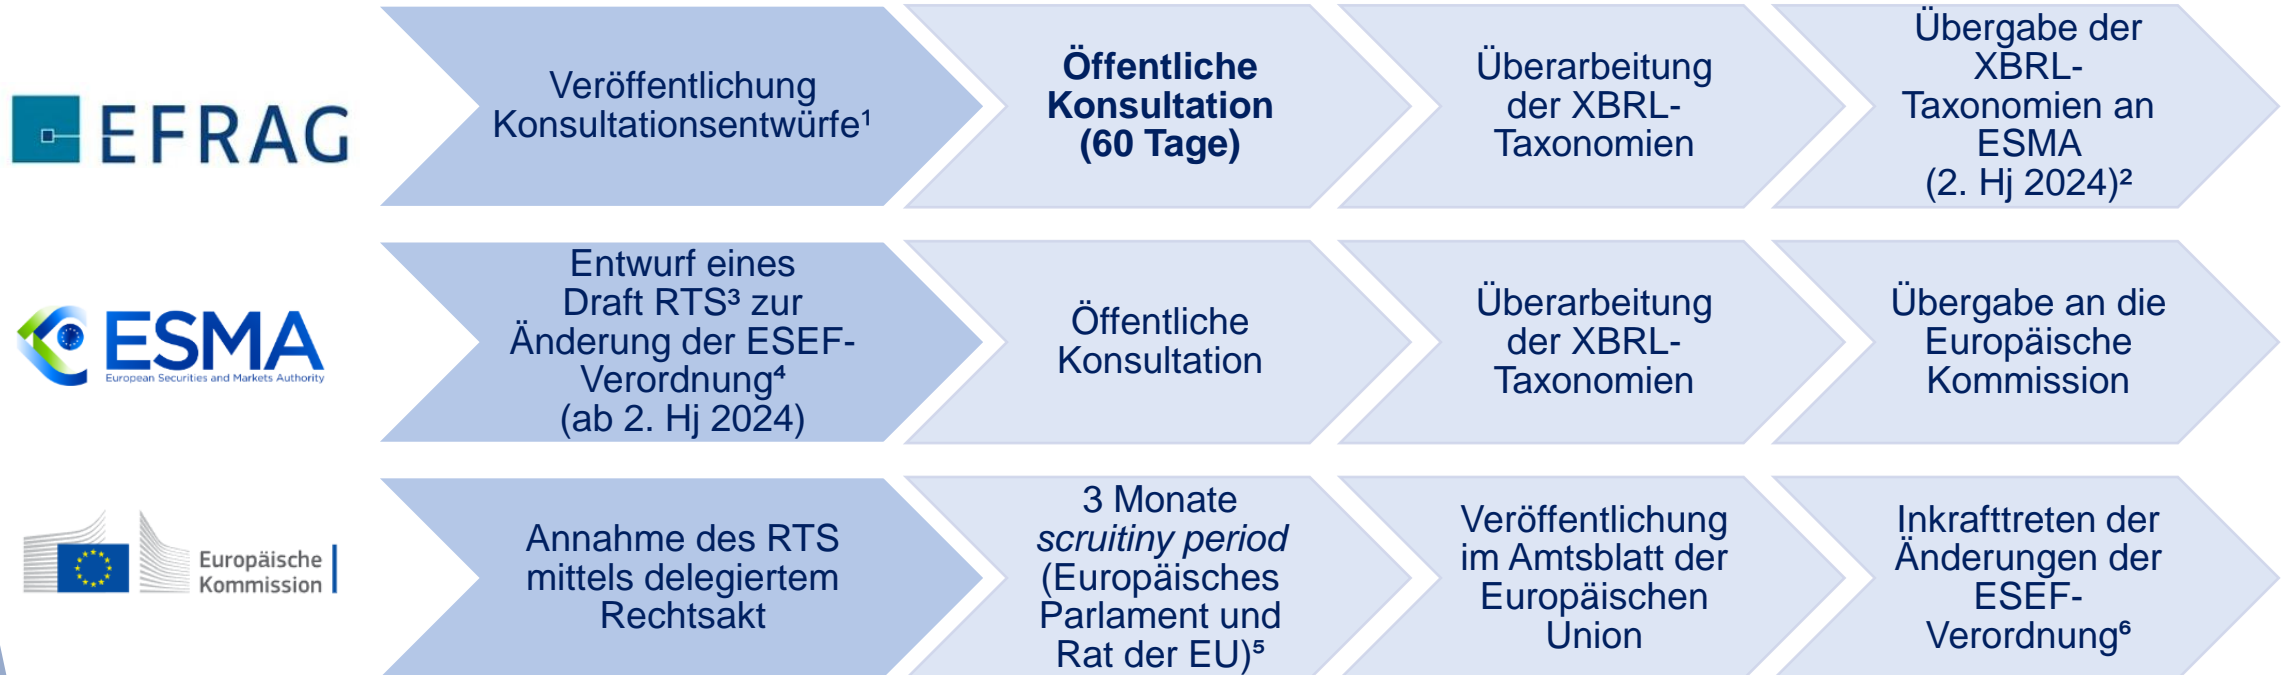 EFRAG
Veröffentlichung
Konsultationsentwürfe¹
Öffentliche
Konsultation
(60 Tage)
Überarbeitung
der XBRL-
Taxonomien
Übergabe der
XBRL-
Taxonomien an
ESMA
(2. Hj 2024)²
ESMA
European Securities and Markets Authority
Entwurf eines
Draft RTS³ zur
Änderung der ESEF-
Verordnung⁴
(ab 2. Hj 2024)
Öffentliche
Konsultation
Überarbeitung
der XBRL-
Taxonomien
Übergabe an die
Europäische
Kommission
Europäische
Kommission
Annahme des RTS
mittels delegiertem
Rechtsakt
3 Monate
scruitiny period
(Europäisches
Parlament und
Rat der EU)⁵
Veröffentlichung
im Amtsblatt der
Europäischen
Union
Inkrafttreten der
Änderungen der
ESEF-
Verordnung⁶